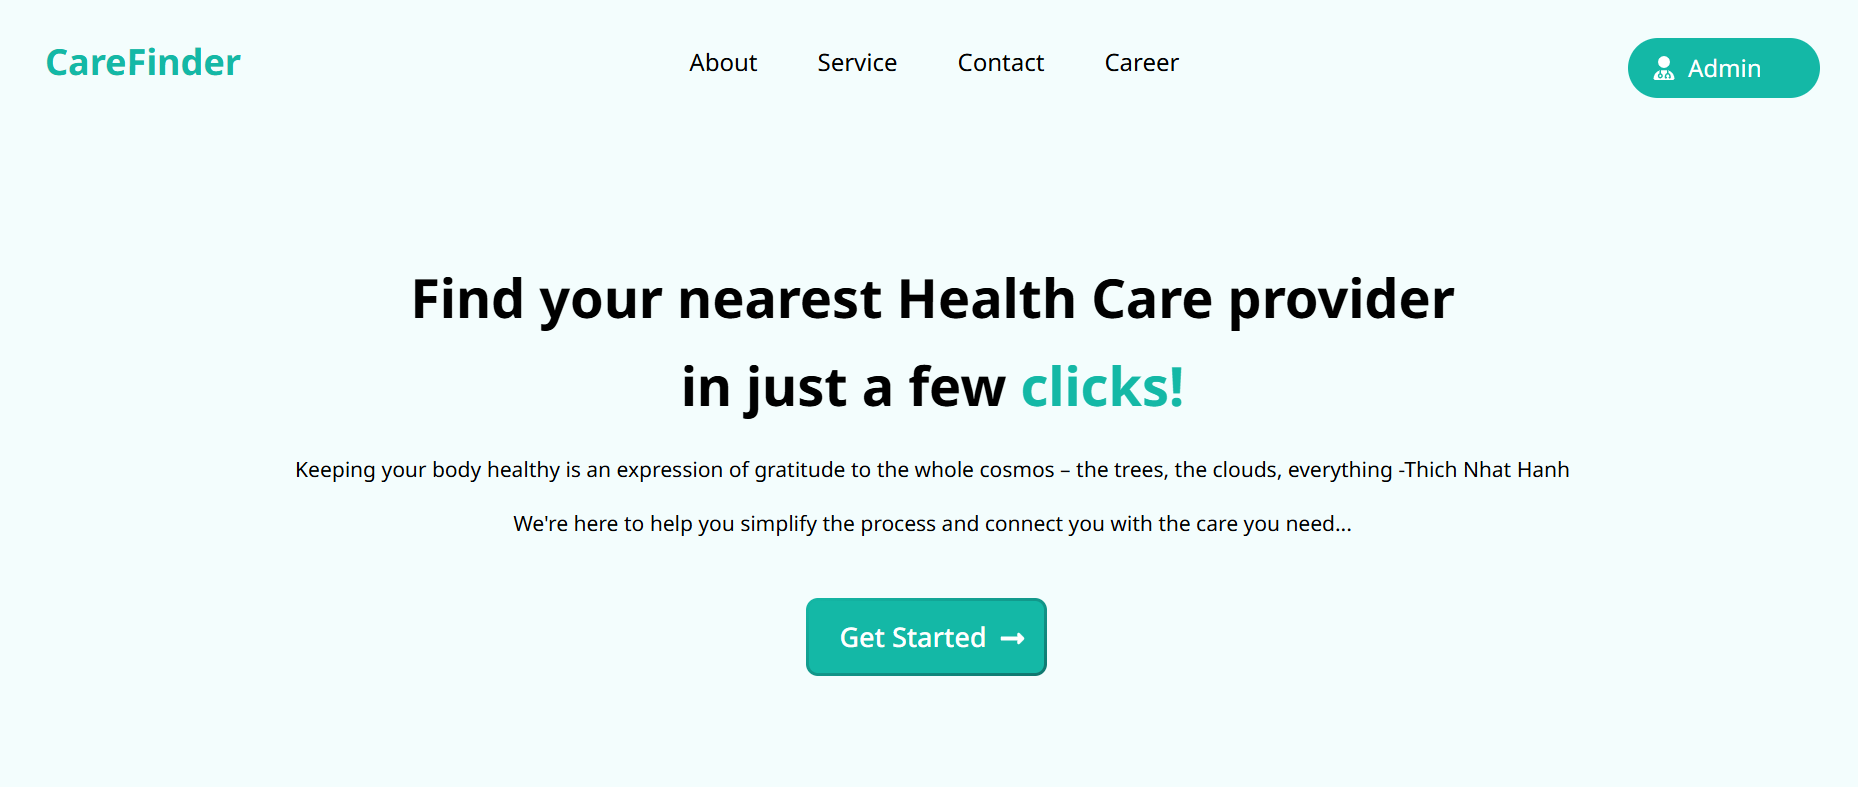 CareFinder
About
Service
Contact
Career
Admin
Find your nearest Health Care provider
in just a few clicks!
Keeping your body healthy is an expression of gratitude to the whole cosmos – the trees, the clouds, everything -Thich Nhat Hanh
We're here to help you simplify the process and connect you with the care you need...
Get Started